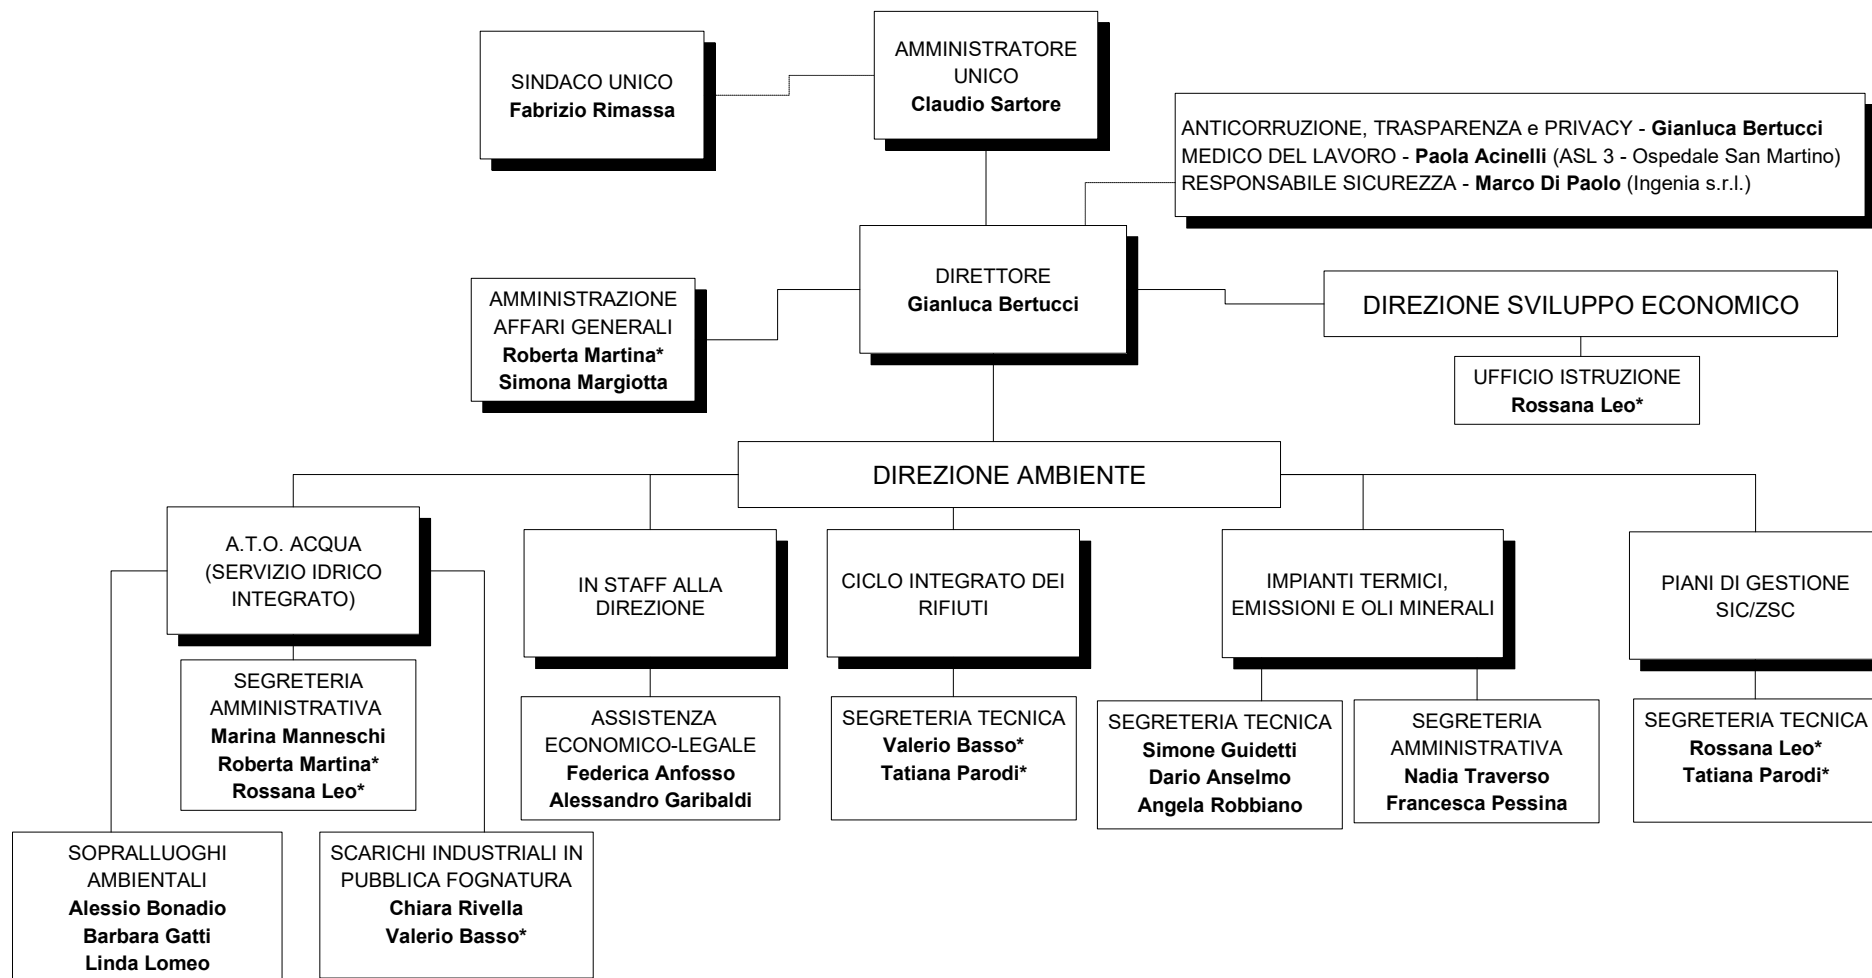 SINDACO UNICO
Fabrizio Rimassa
AMMINISTRATORE
UNICO
Claudio Sartore
ANTICORRUZIONE, TRASPARENZA e PRIVACY - Gianluca Bertucci
MEDICO DEL LAVORO - Paola Acinelli (ASL 3 - Ospedale San Martino)
RESPONSABILE SICUREZZA - Marco Di Paolo (Ingenia s.r.l.)
DIRETTORE
Gianluca Bertucci
AMMINISTRAZIONE
AFFARI GENERALI
Roberta Martina*
Simona Margiotta
DIREZIONE SVILUPPO ECONOMICO
UFFICIO ISTRUZIONE
Rossana Leo*
DIREZIONE AMBIENTE
A.T.O. ACQUA
(SERVIZIO IDRICO
INTEGRATO)
IN STAFF ALLA
DIREZIONE
CICLO INTEGRATO DEI
RIFIUTI
IMPIANTI TERMICI,
EMISSIONI E OLI MINERALI
PIANI DI GESTIONE
SIC/ZSC
SEGRETERIA
AMMINISTRATIVA
Marina Manneschi
Roberta Martina*
Rossana Leo*
ASSISTENZA
ECONOMICO-LEGALE
Federica Anfosso
Alessandro Garibaldi
SEGRETERIA TECNICA
Valerio Basso*
Tatiana Parodi*
SEGRETERIA TECNICA
Simone Guidetti
Dario Anselmo
Angela Robbiano
SEGRETERIA
AMMINISTRATIVA
Nadia Traverso
Francesca Pessina
SEGRETERIA TECNICA
Rossana Leo*
Tatiana Parodi*
SOPRALLUOGHI
AMBIENTALI
Alessio Bonadio
Barbara Gatti
Linda Lomeo
SCARICHI INDUSTRIALI IN
PUBBLICA FOGNATURA
Chiara Rivella
Valerio Basso*